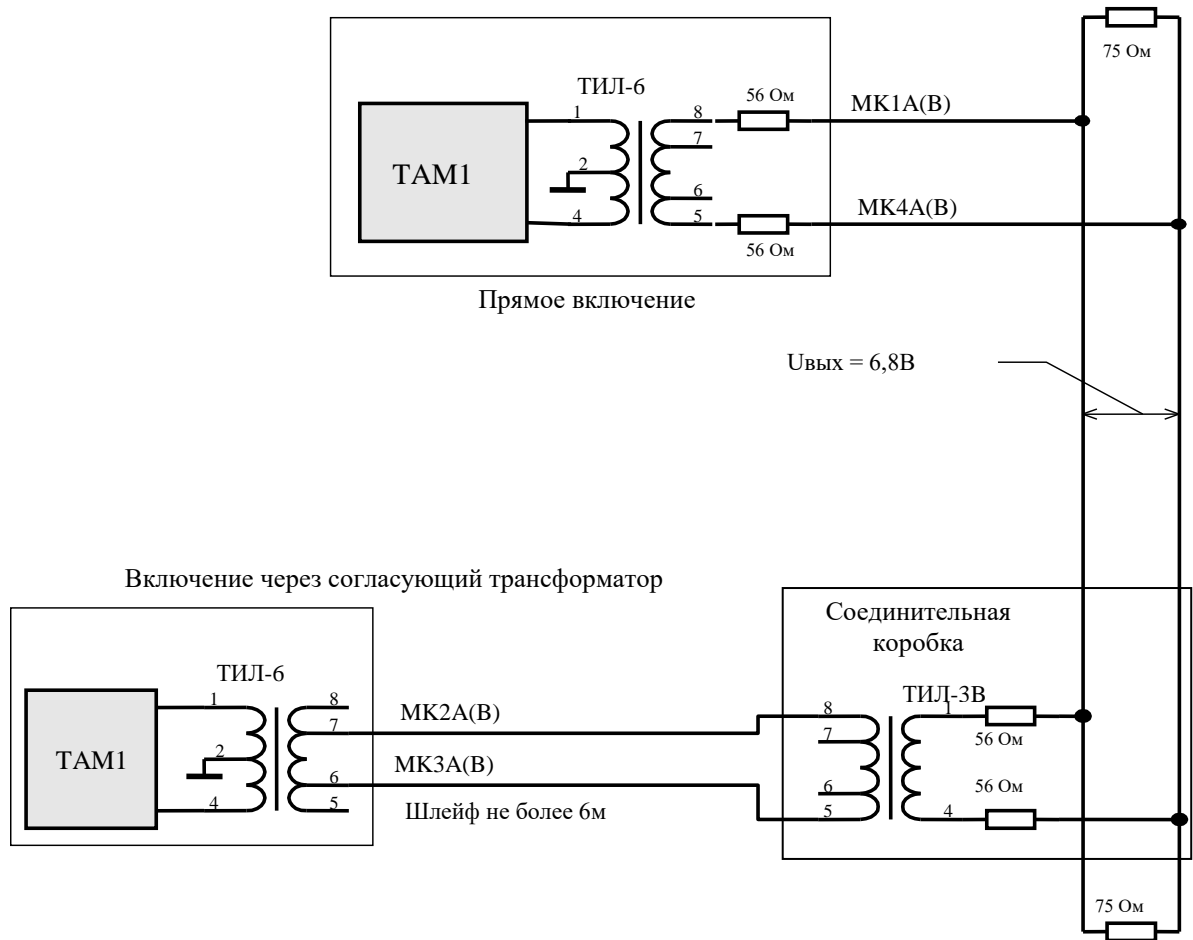 75 Ом
ТИЛ-6
56 Ом
МК1А(В)
1
8
7
ТАМ1
2
6
МК4А(В)
4
5
56 Ом
Прямое включение
Uвых = 6,8В
Включение через согласующий трансформатор
Соединительная
коробка
ТИЛ-6
ТИЛ-3В
1
8
МК2А(В)
8
1
7
7
56 Ом
ТАМ1
2
МК3А(В)
6
6
56 Ом
4
5
Шлейф не более 6м
5
4
75 Ом